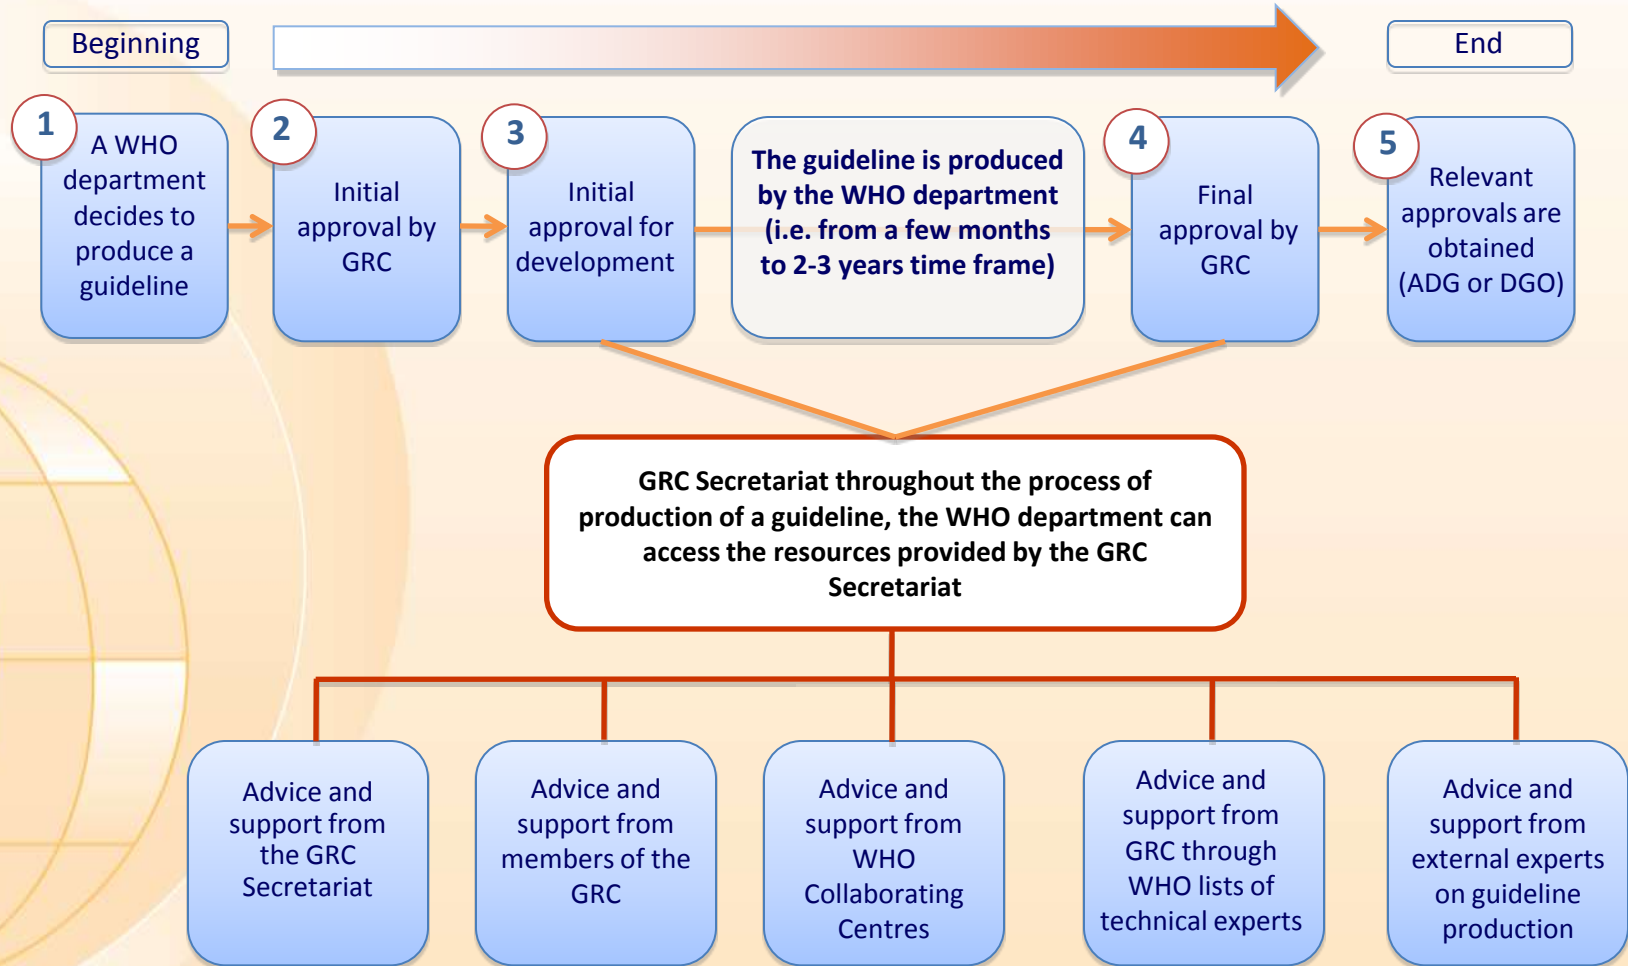 Beginning
End
1
A WHO
department
decides to
produce a
guideline
2
Initial
approval by
GRC
3
Initial
approval for
development
The guideline is produced
by the WHO department
(i.e. from a few months
to 2-3 years time frame)
4
Final
approval by
GRC
5
Relevant
approvals are
obtained
(ADG or DGO)
GRC Secretariat throughout the process of
production of a guideline, the WHO department can
access the resources provided by the GRC
Secretariat
Advice and
support from
the GRC
Secretariat
Advice and
support from
members of the
GRC
Advice and
support from
WHO
Collaborating
Centres
Advice and
support from
GRC through
WHO lists of
technical experts
Advice and
support from
external experts
on guideline
production